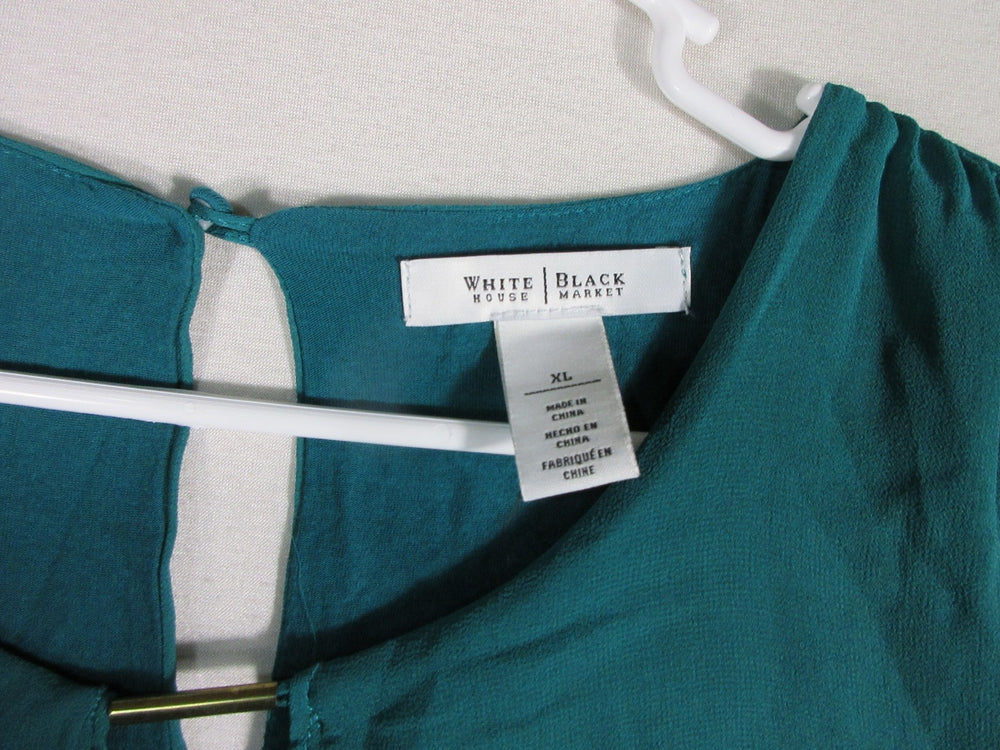 WHITE | BLACK
HOUSE | MARKET
XL
MADE IN
CHINA
HECHO EN
CHINA
FABRIQUÉ EN
CHINE